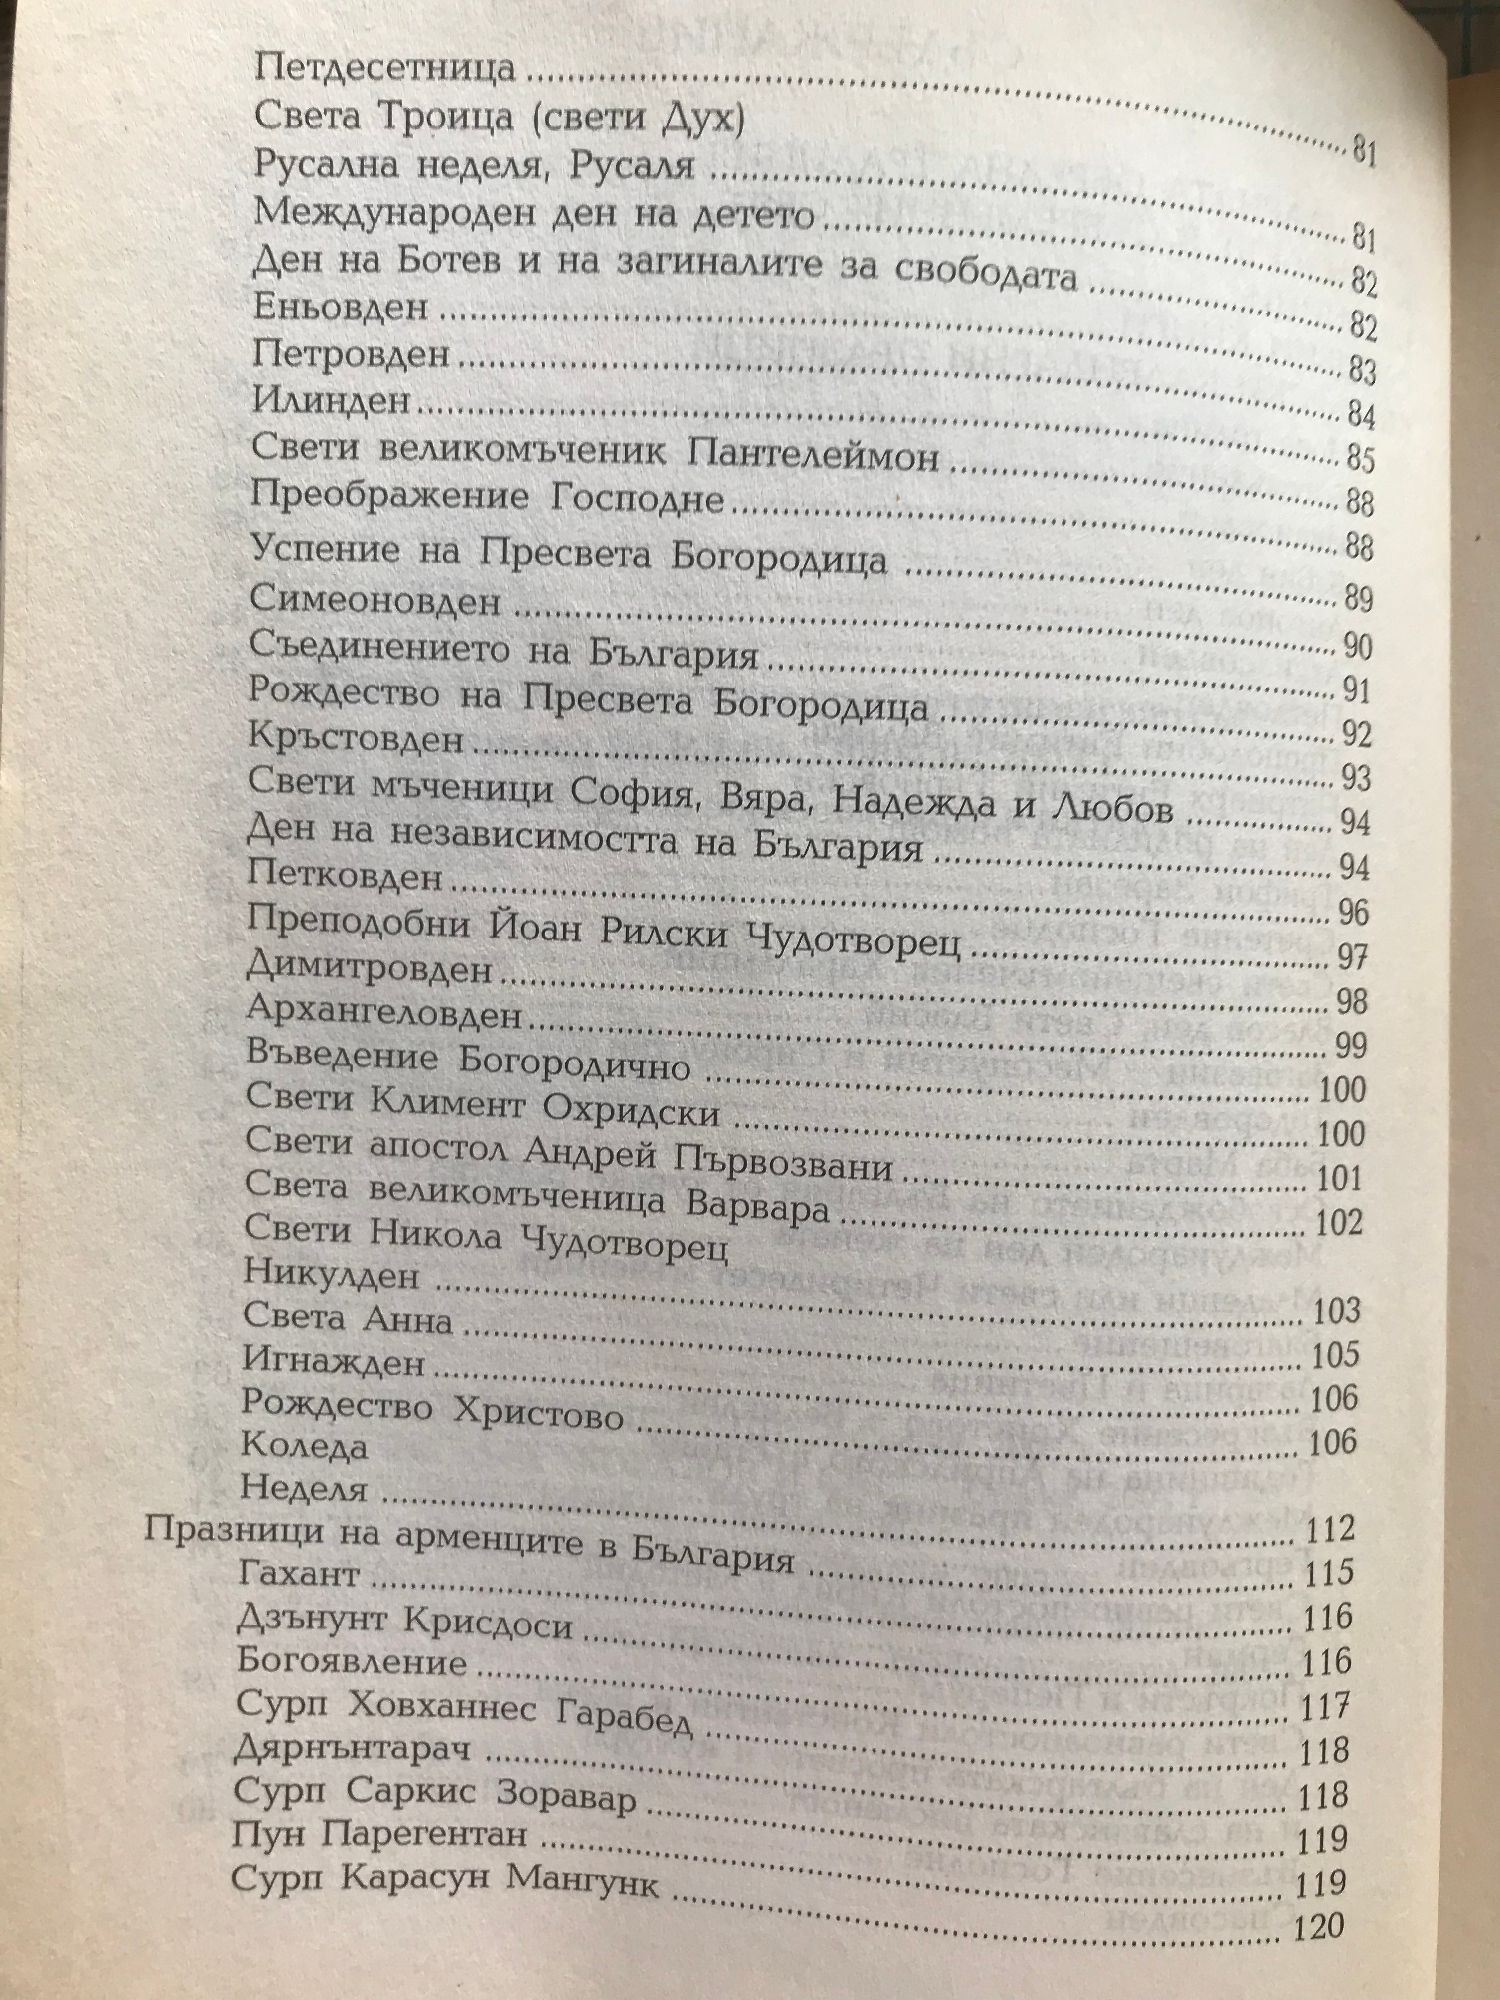 Петдесетница ..... 81
Света Троица (свети Дух)
Русална неделя, Русаля ..... 81
Международен ден на детето ..... 82
Ден на Ботев и на загиналите за свободата ..... 82
Еньовден ..... 83
Петровден ..... 84
Илинден ..... 85
Свети великомъченик Пантелеймон ..... 88
Преображение Господне ..... 88
Успение на Пресвета Богородица ..... 89
Симеоновден ..... 90
Съединението на България ..... 91
Рождество на Пресвета Богородица ..... 92
Кръстовден ..... 93
Свети мъченици София, Вяра, Надежда и Любов ..... 94
Ден на независимостта на България ..... 94
Петковден ..... 96
Преподобни Йоан Рилски Чудотворец ..... 97
Димитровден ..... 98
Архангеловден ..... 99
Въведение Богородично ..... 100
Свети Климент Охридски ..... 100
Свети апостол Андрей Първозвани ..... 101
Света великомъченица Варвара ..... 102
Свети Никола Чудотворец
Никулден ..... 103
Света Анна ..... 105
Игнажден ..... 106
Рождество Христово ..... 106
Коледа
Неделя ..... 112
Празници на арменците в България ..... 115
Гахант ..... 116
Дзънунт Крисдоси ..... 116
Богоявление ..... 117
Сурп Ховханнес Гарабед ..... 118
Дярнънтарач ..... 118
Сурп Саркис Зоравар ..... 119
Пун Парегентан ..... 119
Сурп Карасун Мангунк ..... 120